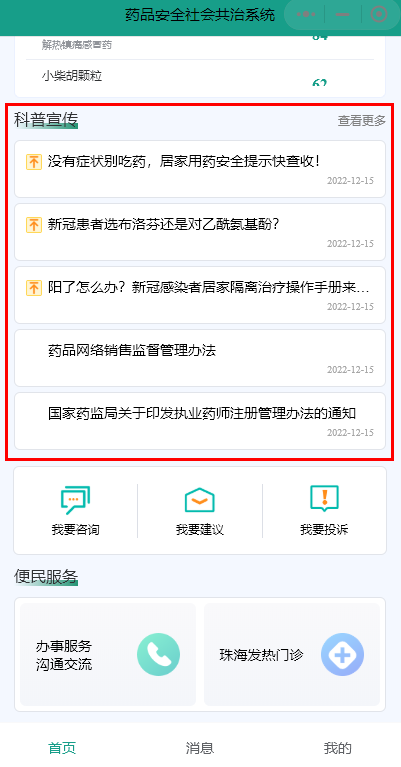 药品安全社会共治系统
解热镇痛感冒药
84
小柴胡颗粒
62
科普宣传
查看更多
没有症状别吃药，居家用药安全提示快查收！
2022-12-15
新冠患者选布洛芬还是对乙酰氨基酚？
2022-12-15
阳了怎么办？新冠感染者居家隔离治疗操作手册来...
2022-12-15
药品网络销售监督管理办法
2022-12-15
国家药监局关于印发执业药师注册管理办法的通知
2022-12-15
我要咨询
我要建议
我要投诉
便民服务
办事服务
沟通交流
珠海发热门诊
首页
消息
我的